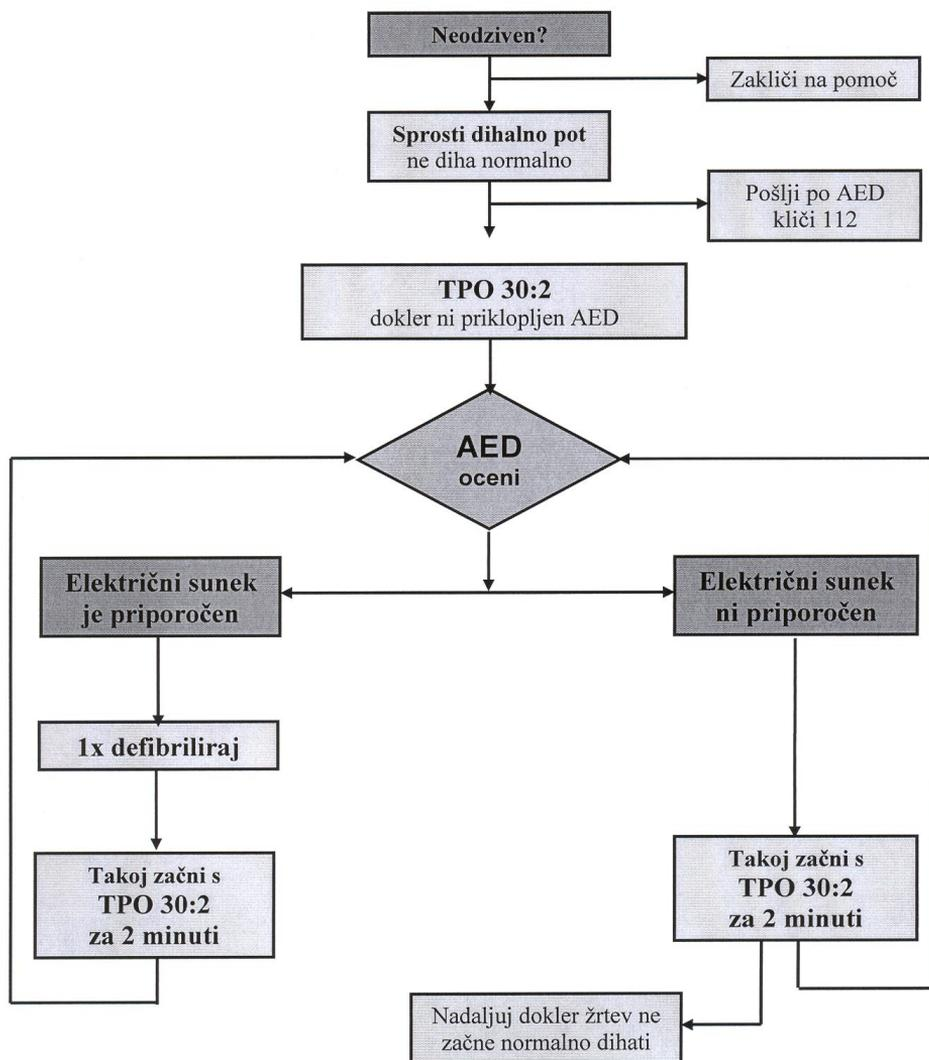 Neodziven?
Zakliči na pomoč
Sprosti dihalno pot
ne diha normalno
Pošlji po AED
kliči 112
TPO 30:2
dokler ni priklopljen AED
AED
oceni
Električni sunek
je priporočen
Električni sunek
ni priporočen
1x defibriliraj
Takoj začni s
TPO 30:2
za 2 minuti
Takoj začni s
TPO 30:2
za 2 minuti
Nadaljuj dokler žrtev ne
začne normalno dihati